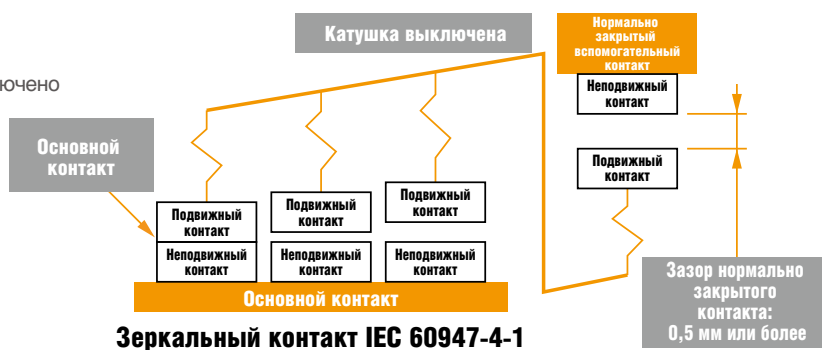 Катушка выключена
Нормально
закрытый
вспомогательный
контакт
Неподвижный
контакт
ючено
Основной
контакт
Подвижный
контакт
Подвижный
контакт
Подвижный
контакт
Подвижный
контакт
Неподвижный
контакт
Неподвижный
контакт
Неподвижный
контакт
Основной контакт
Зазор нормально
закрытого
контакта:
0,5 мм или более
Зеркальный контакт IEC 60947-4-1